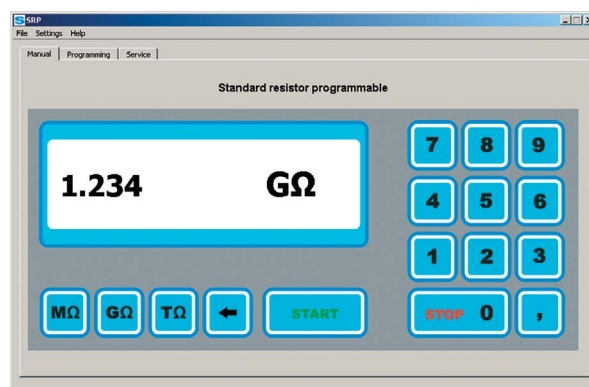 SRP
File Settings Help
Manual Programming Service
Standard resistor programmable
1.234 GΩ
7 8 9
4 5 6
1 2 3
MΩ GΩ TΩ START STOP 0 ,